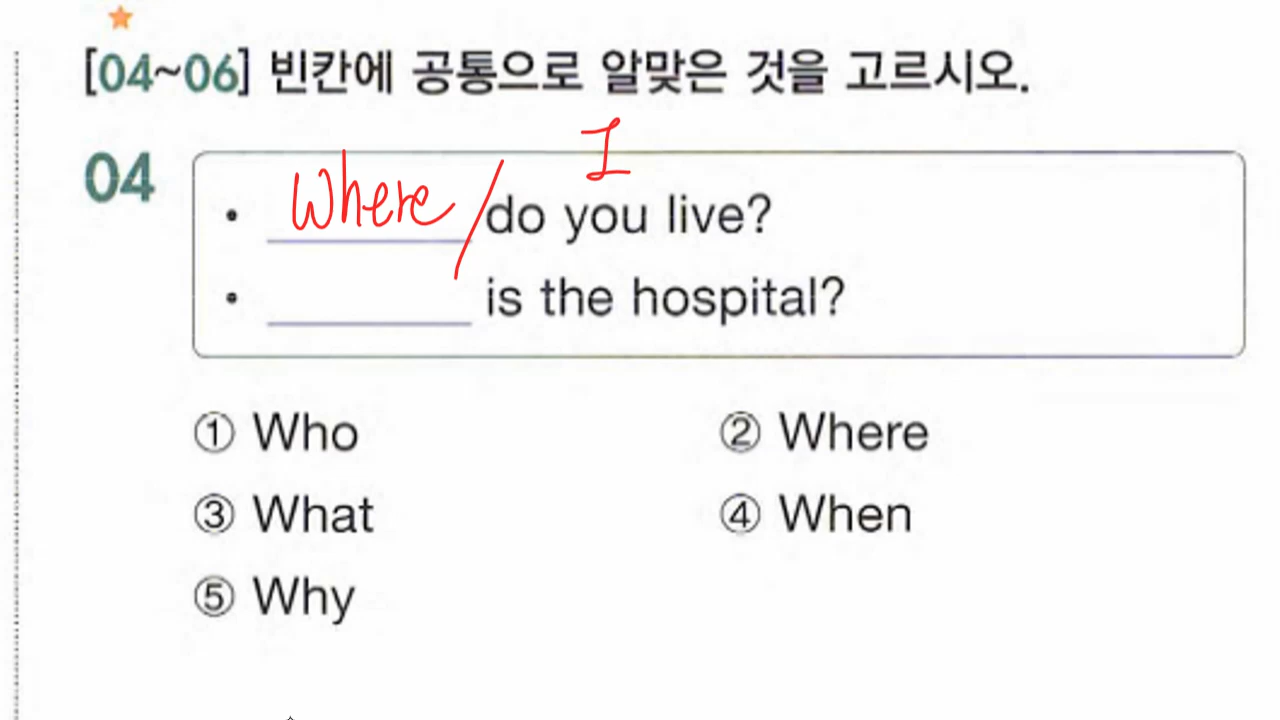 [04~06] 빈칸에 공통으로 알맞은 것을 고르시오.
04
I
• Where / do you live?
• ______ is the hospital?
① Who ② Where
③ What ④ When
⑤ Why